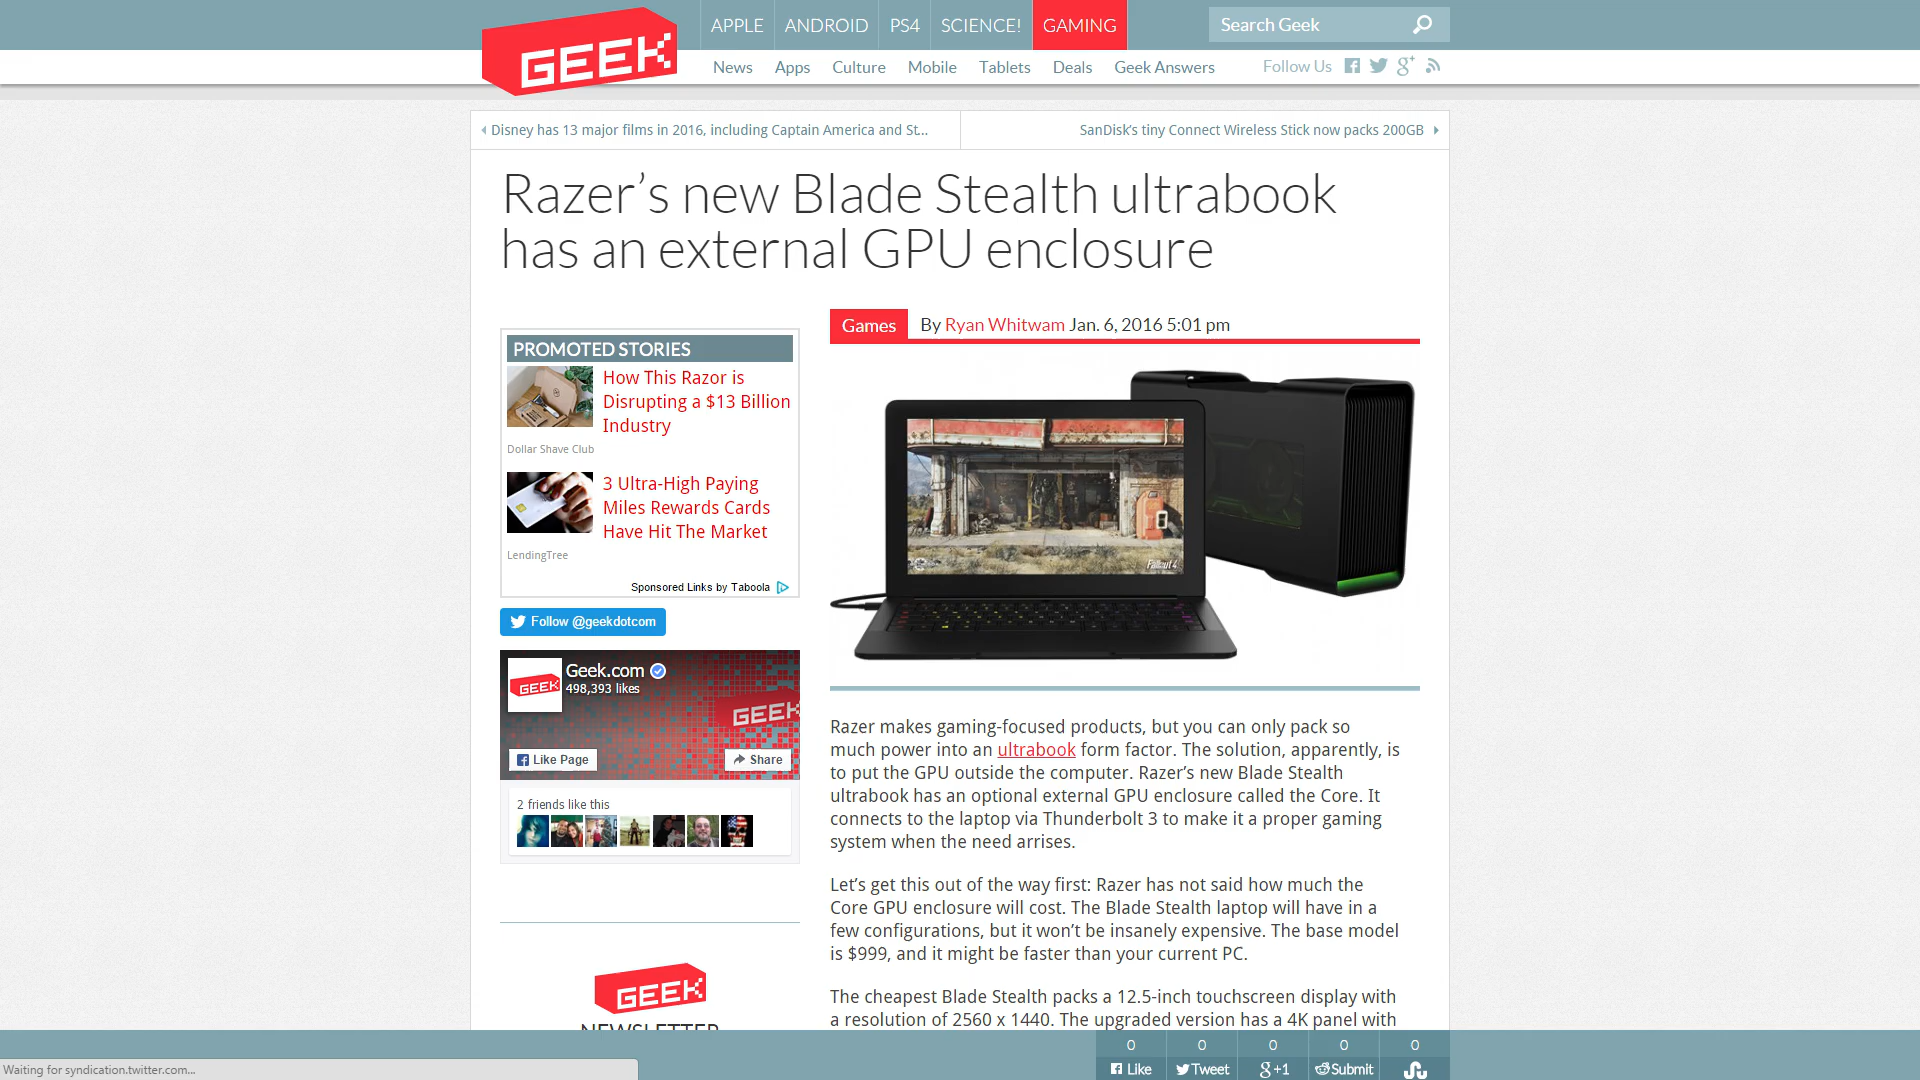 GEEK
APPLE
ANDROID
PS4
SCIENCE!
GAMING
Search Geek
News
Apps
Culture
Mobile
Tablets
Deals
Geek Answers
Follow Us
Disney has 13 major films in 2016, including Captain America and St...
SanDisk's tiny Connect Wireless Stick now packs 200GB
Razer’s new Blade Stealth ultrabook
has an external GPU enclosure
Games
By Ryan Whitwam Jan. 6, 2016 5:01 pm
PROMOTED STORIES
How This Razor is
Disrupting a $13 Billion
Industry
Dollar Shave Club
3 Ultra-High Paying
Miles Rewards Cards
Have Hit The Market
LendingTree
Sponsored Links by Taboola
Follow @geekdotcom
GEEK
Geek.com
498,393 likes
GEEK
Like Page
Share
2 friends like this
GEEK
NEWSLETTER
Fallout 4
Razer makes gaming-focused products, but you can only pack so
much power into an ultrabook form factor. The solution, apparently, is
to put the GPU outside the computer. Razer’s new Blade Stealth
ultrabook has an optional external GPU enclosure called the Core. It
connects to the laptop via Thunderbolt 3 to make it a proper gaming
system when the need arrises.
Let’s get this out of the way first: Razer has not said how much the
Core GPU enclosure will cost. The Blade Stealth laptop will have in a
few configurations, but it won’t be insanely expensive. The base model
is $999, and it might be faster than your current PC.
The cheapest Blade Stealth packs a 12.5-inch touchscreen display with
a resolution of 2560 x 1440. The upgraded version has a 4K panel with
0
0
0
0
0
Like
Tweet
+1
Submit
Waiting for syndication.twitter.com...